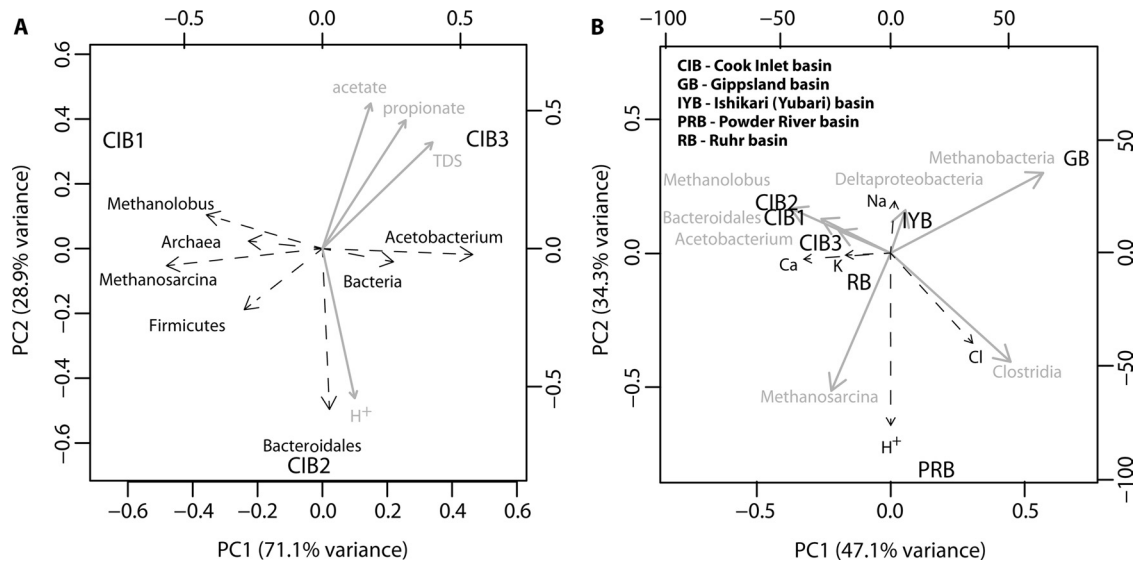 A
−0.5 0.0 0.5
0.6
0.4
0.2
0.0
−0.2
−0.4
−0.6
PC2 (28.9% variance)
acetate
propionate
TDS
CIB1
CIB3
Methanolobus
Archaea
Methanosarcina
Firmicutes
Acetobacterium
Bacteria
H+
Bacteroidales
CIB2
0.5
0.0
−0.5
−0.6 −0.4 −0.2 0.0 0.2 0.4 0.6
PC1 (71.1% variance)
B
−100 −50 0.0 50
CIB - Cook Inlet basin
GB - Gippsland basin
IYB - Ishikari (Yubari) basin
PRB - Powder River basin
RB - Ruhr basin
0.5
0.0
−0.5
PC2 (34.3% variance)
Methanobacteria
GB
Methanolobus
Deltaproteobacteria
CIB2
Na
Bacteroidales
CIB1
IYB
Acetobacterium
CIB3
Ca
K
RB
Cl
Clostridia
Methanosarcina
H+
PRB
50
0.0
−50
−100
−0.5 0.0 0.5
PC1 (47.1% variance)